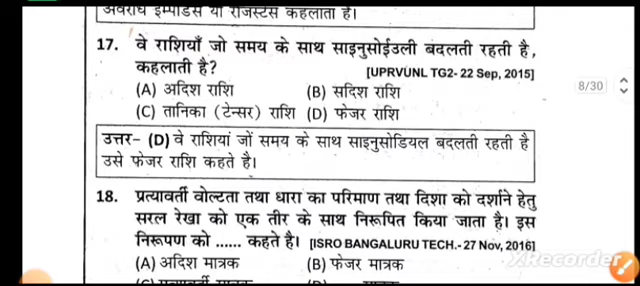 अवरोध इम्पीडेंस या रजिस्टेंस कहलाता है।
17. वे राशियाँ जो समय के साथ साइनुसोईडली बदलती रहती है,
कहलाती है?
[UPRVUNL TG2- 22 Sep, 2015]
(A) अदिश राशि (B) सदिश राशि
(C) तानिका (टेन्सर) राशि (D) फेजर राशि
8/30
उत्तर- (D) वे राशियां जों समय के साथ साइनुसोडियल बदलती रहती है
उसे फेजर राशि कहते है।
18. प्रत्यावर्ती वोल्टता तथा धारा का परिमाण तथा दिशा को दर्शाने हेतु
सरल रेखा को एक तीर के साथ निरूपित किया जाता है। इस
निरूपण को ...... कहते है। [ISRO BANGALURU TECH.- 27 Nov, 2016]
(A) अदिश मात्रक (B) फेजर मात्रक
XRecorder